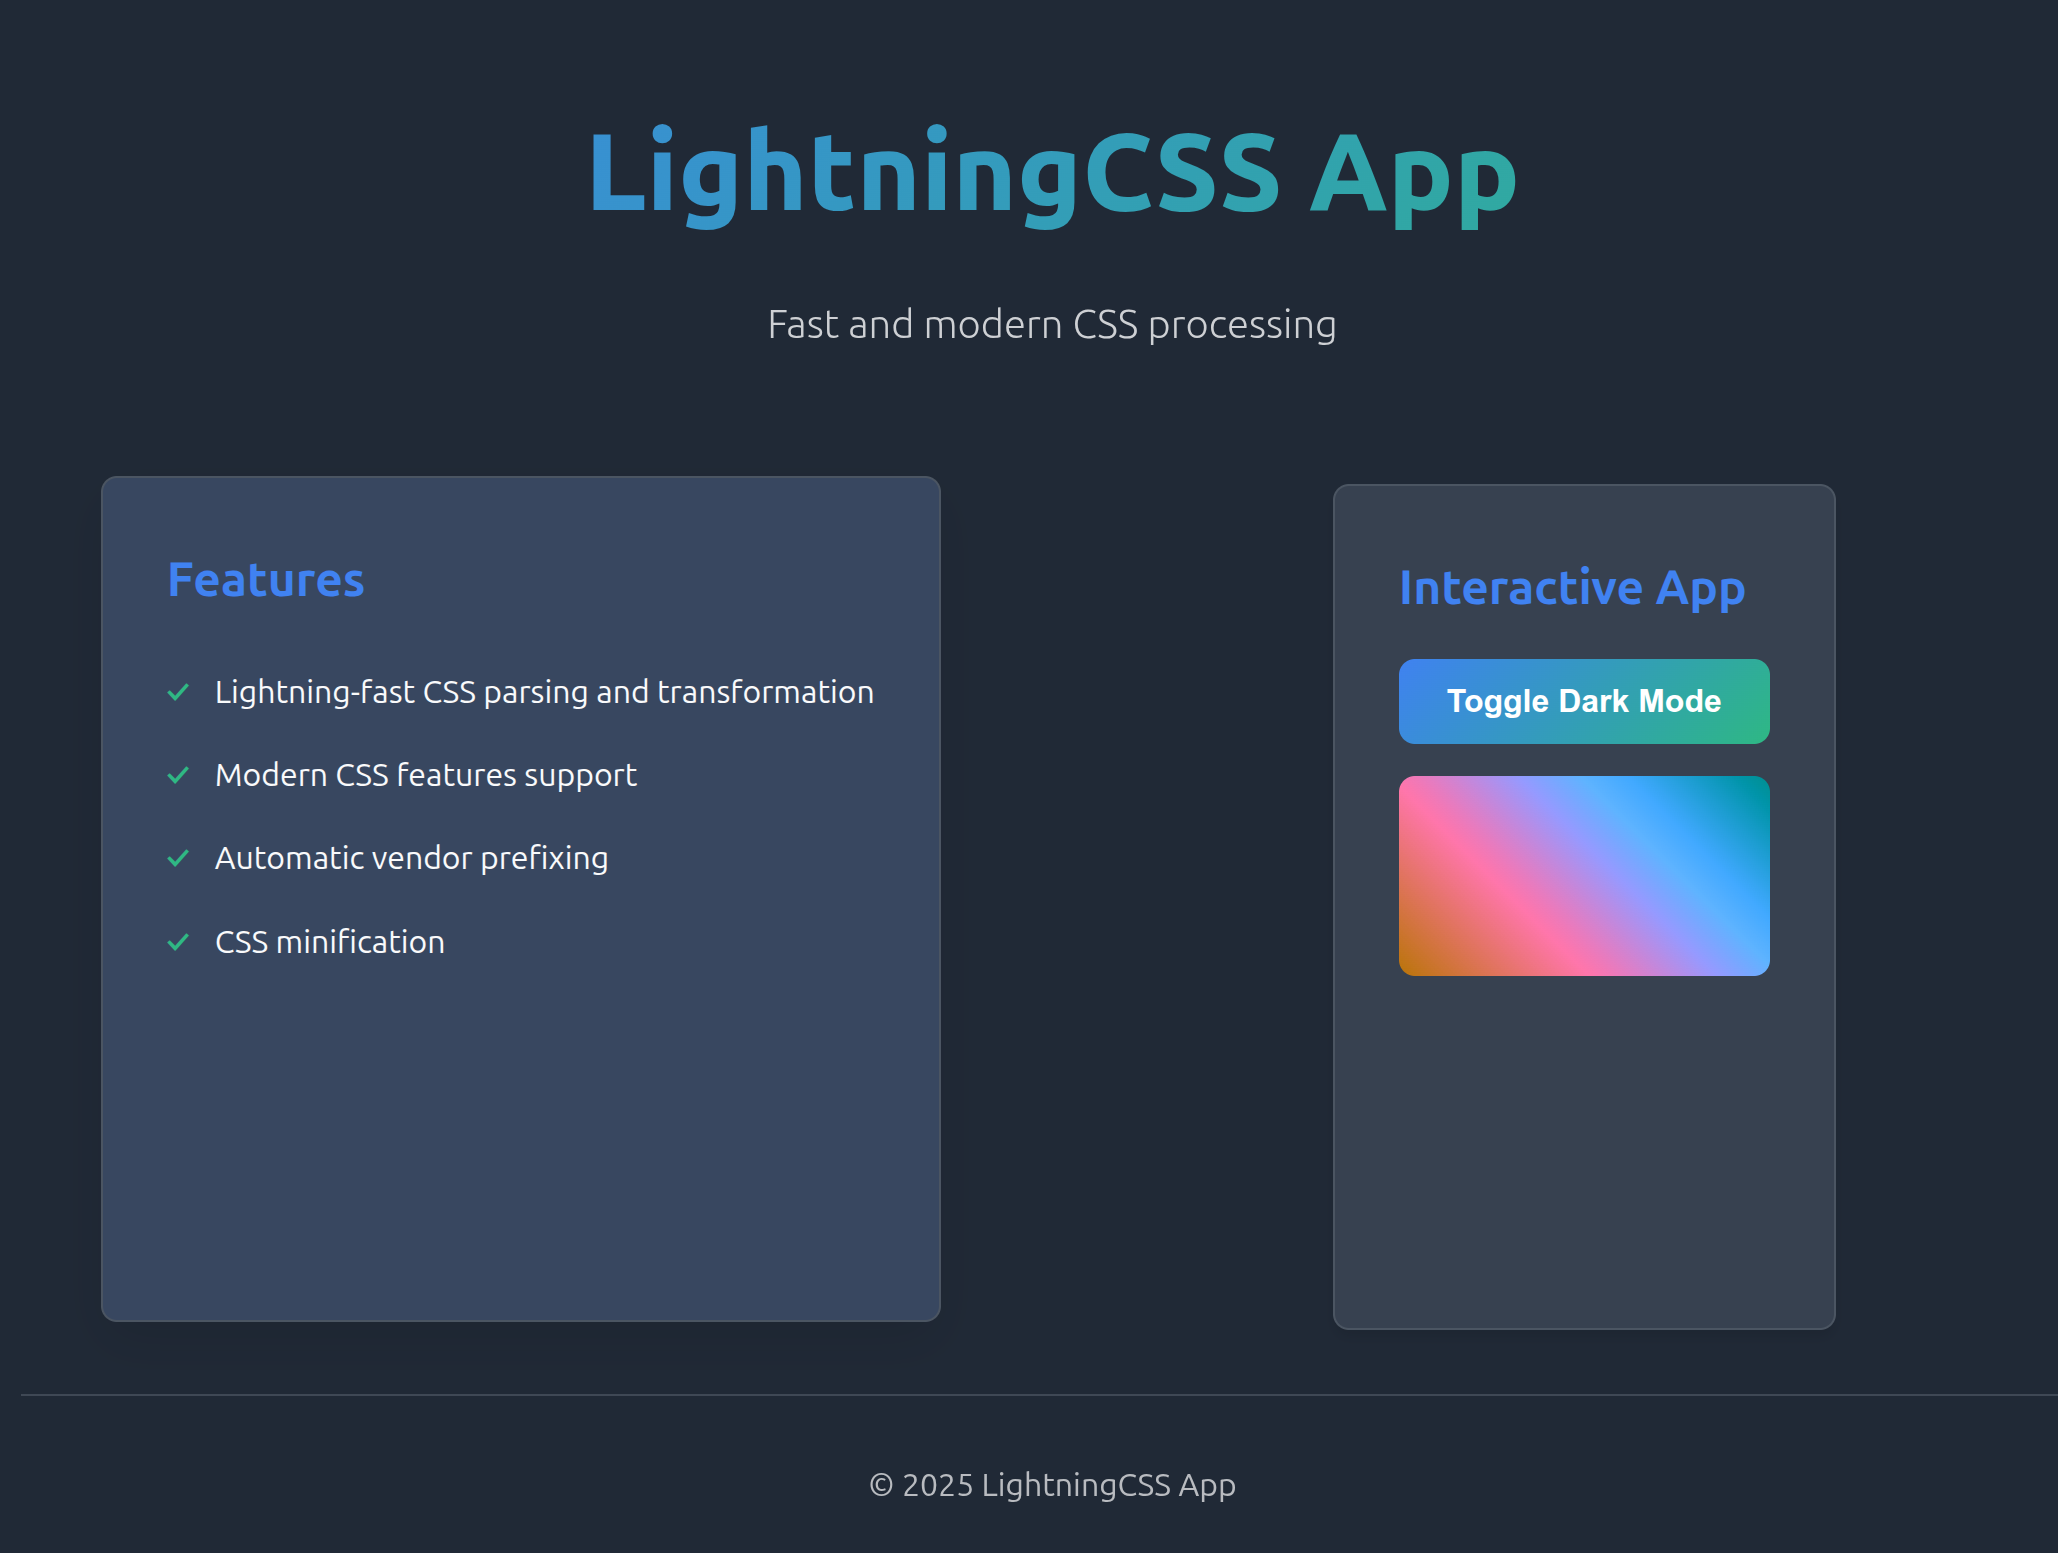 LightningCSS App
Fast and modern CSS processing
Features
Lightning-fast CSS parsing and transformation
Modern CSS features support
Automatic vendor prefixing
CSS minification
Interactive App
Toggle Dark Mode
© 2025 LightningCSS App